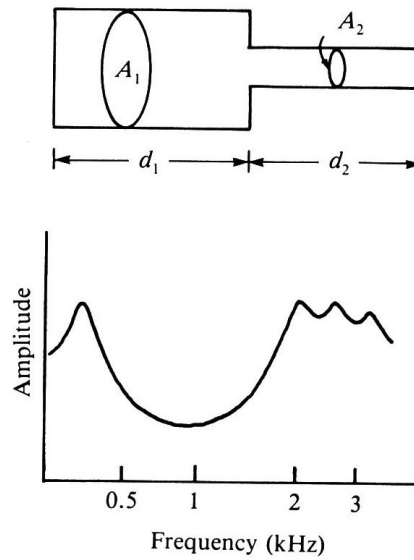 A₂
A₁
d₁ d₂
Amplitude
0.5 1 2 3
Frequency (kHz)